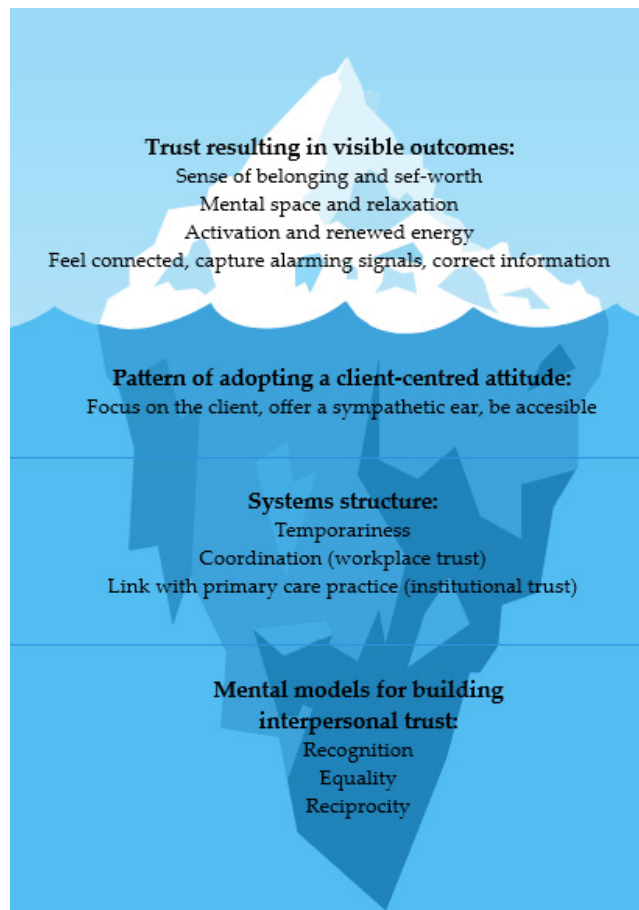 Trust resulting in visible outcomes:
Sense of belonging and sef-worth
Mental space and relaxation
Activation and renewed energy
Feel connected, capture alarming signals, correct information
Pattern of adopting a client-centred attitude:
Focus on the client, offer a sympathetic ear, be accesible
Systems structure:
Temporariness
Coordination (workplace trust)
Link with primary care practice (institutional trust)
Mental models for building
interpersonal trust:
Recognition
Equality
Reciprocity